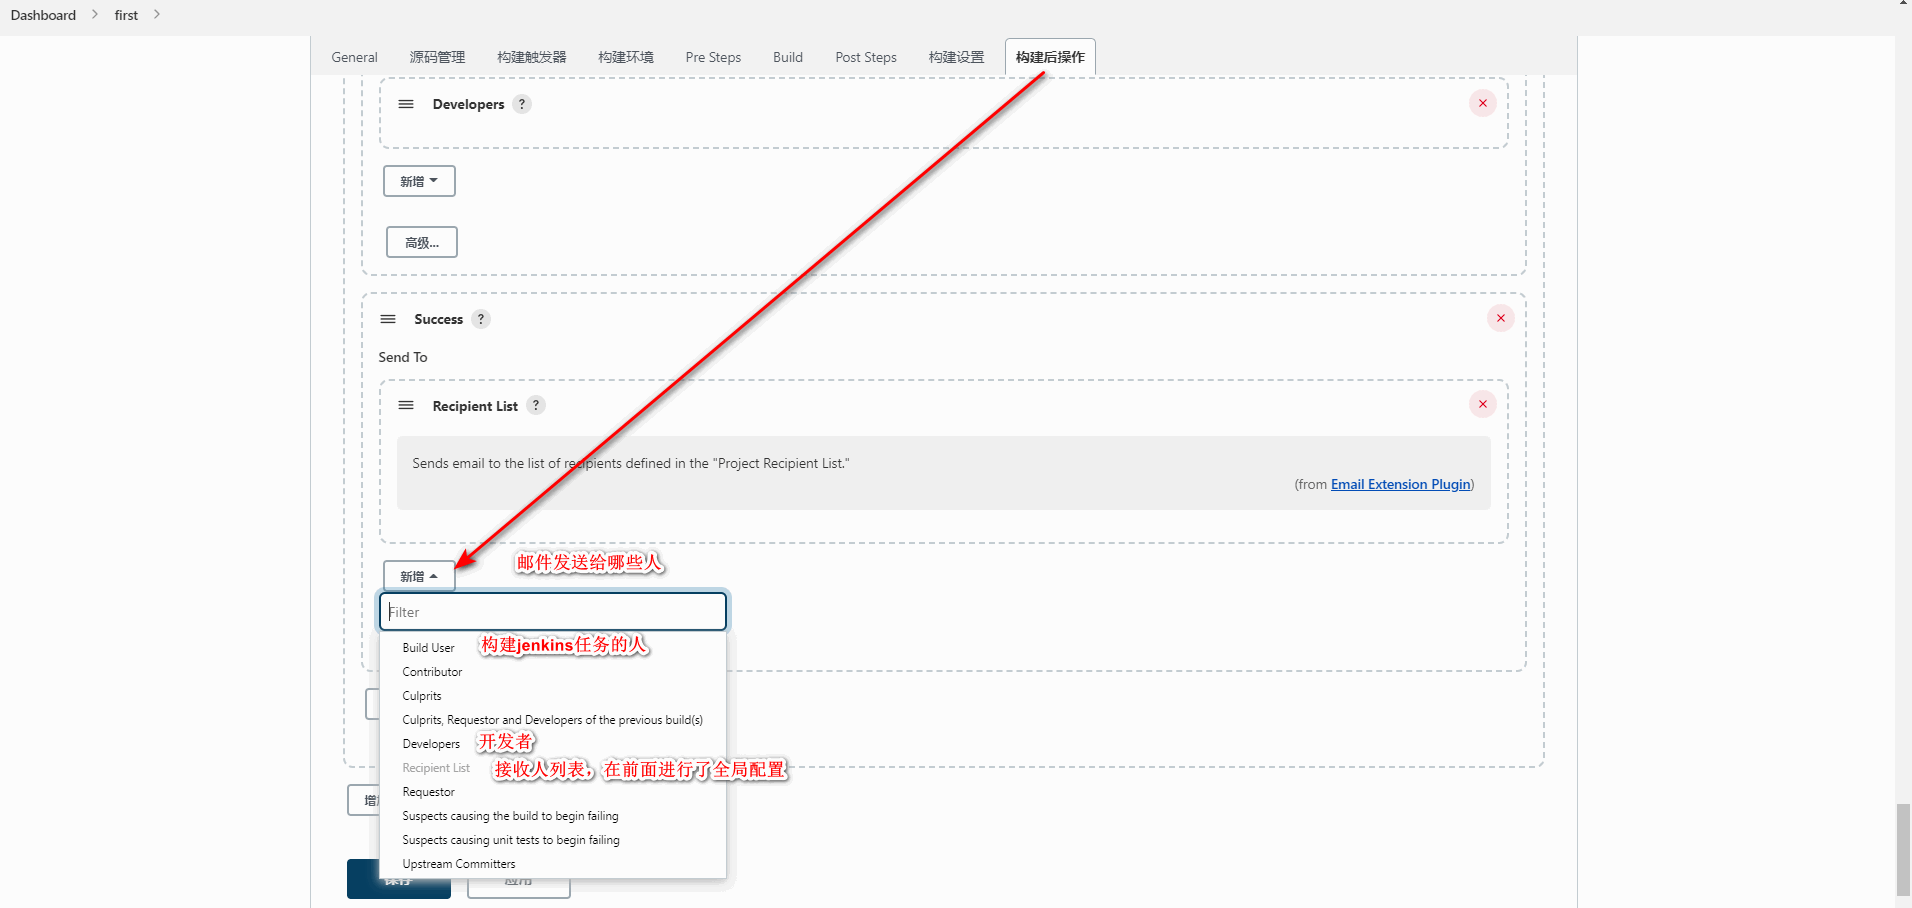 Dashboard
first
General
源码管理
构建触发器
构建环境
Pre Steps
Build
Post Steps
构建设置
构建后操作
Developers ?
新增
高级...
Success ?
Send To
Recipient List ?
Sends email to the list of recipients defined in the "Project Recipient List."
(from Email Extension Plugin)
新增
邮件发送给哪些人
Filter
Build User
构建jenkins任务的人
Contributor
Culprits
Culprits, Requestor and Developers of the previous build(s)
Developers
开发者
Recipient List
接收人列表，在前面进行了全局配置
Requestor
Suspects causing the build to begin failing
Suspects causing unit tests to begin failing
Upstream Committers
保存
应用